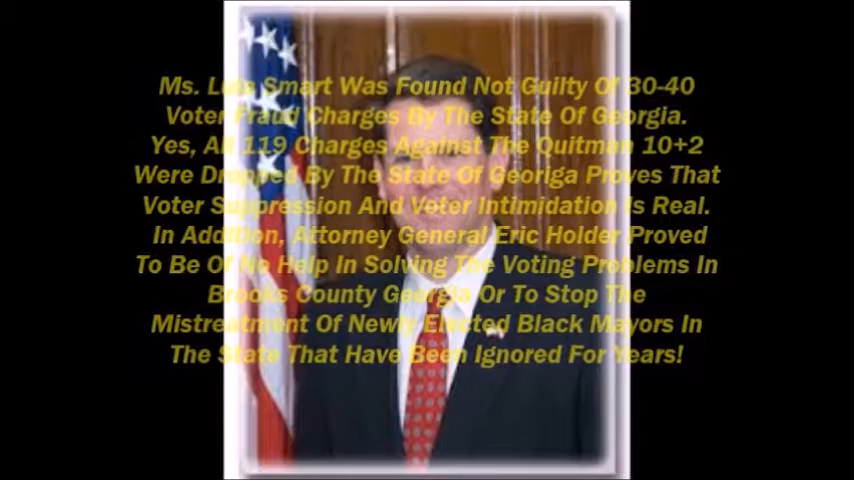 Ms. Lula Smart Was Found Not Guilty Of 30-40
Voter Fraud Charges By The State Of Georgia.
Yes, All 119 Charges Against The Quitman 10+2
Were Dropped By The State Of Georiga Proves That
Voter Suppression And Voter Intimidation Is Real.
In Addition, Attorney General Eric Holder Proved
To Be Of No Help In Solving The Voting Problems In
Brooks County Georgia Or To Stop The
Mistreatment Of Newly Elected Black Mayors In
The State That Have Been Ignored For Years!